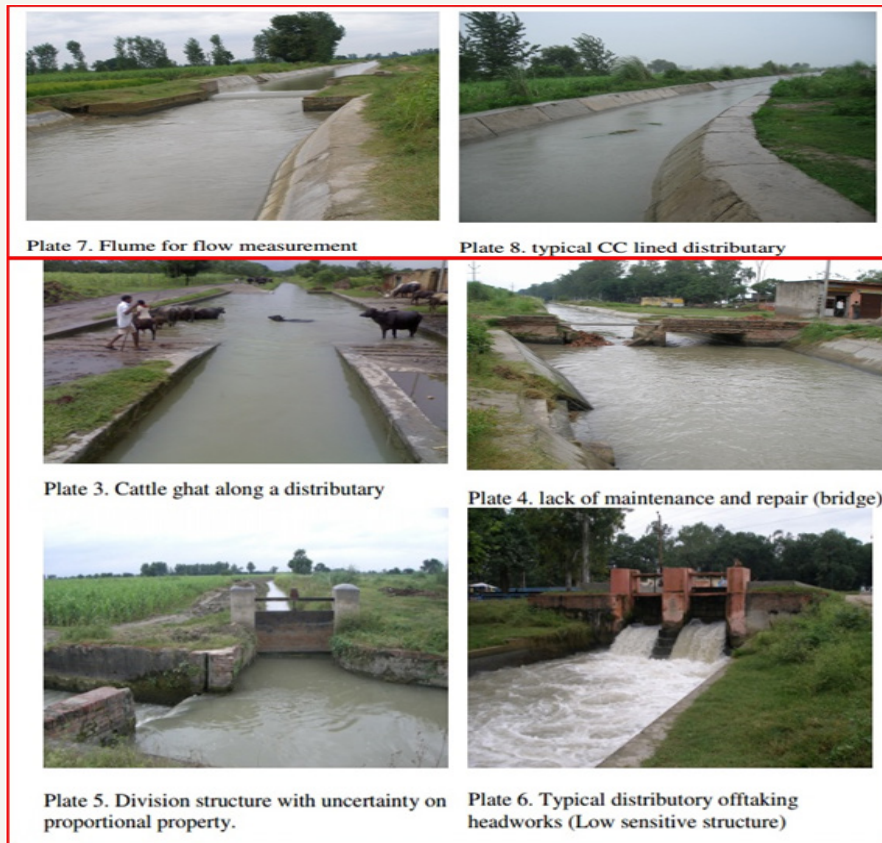 Plate 7. Flume for flow measurement
Plate 8. typical CC lined distributary
Plate 3. Cattle ghat along a distributary
Plate 4. lack of maintenance and repair (bridge)
Plate 5. Division structure with uncertainty on
proportional property.
Plate 6. Typical distributory offtaking
headworks (Low sensitive structure)